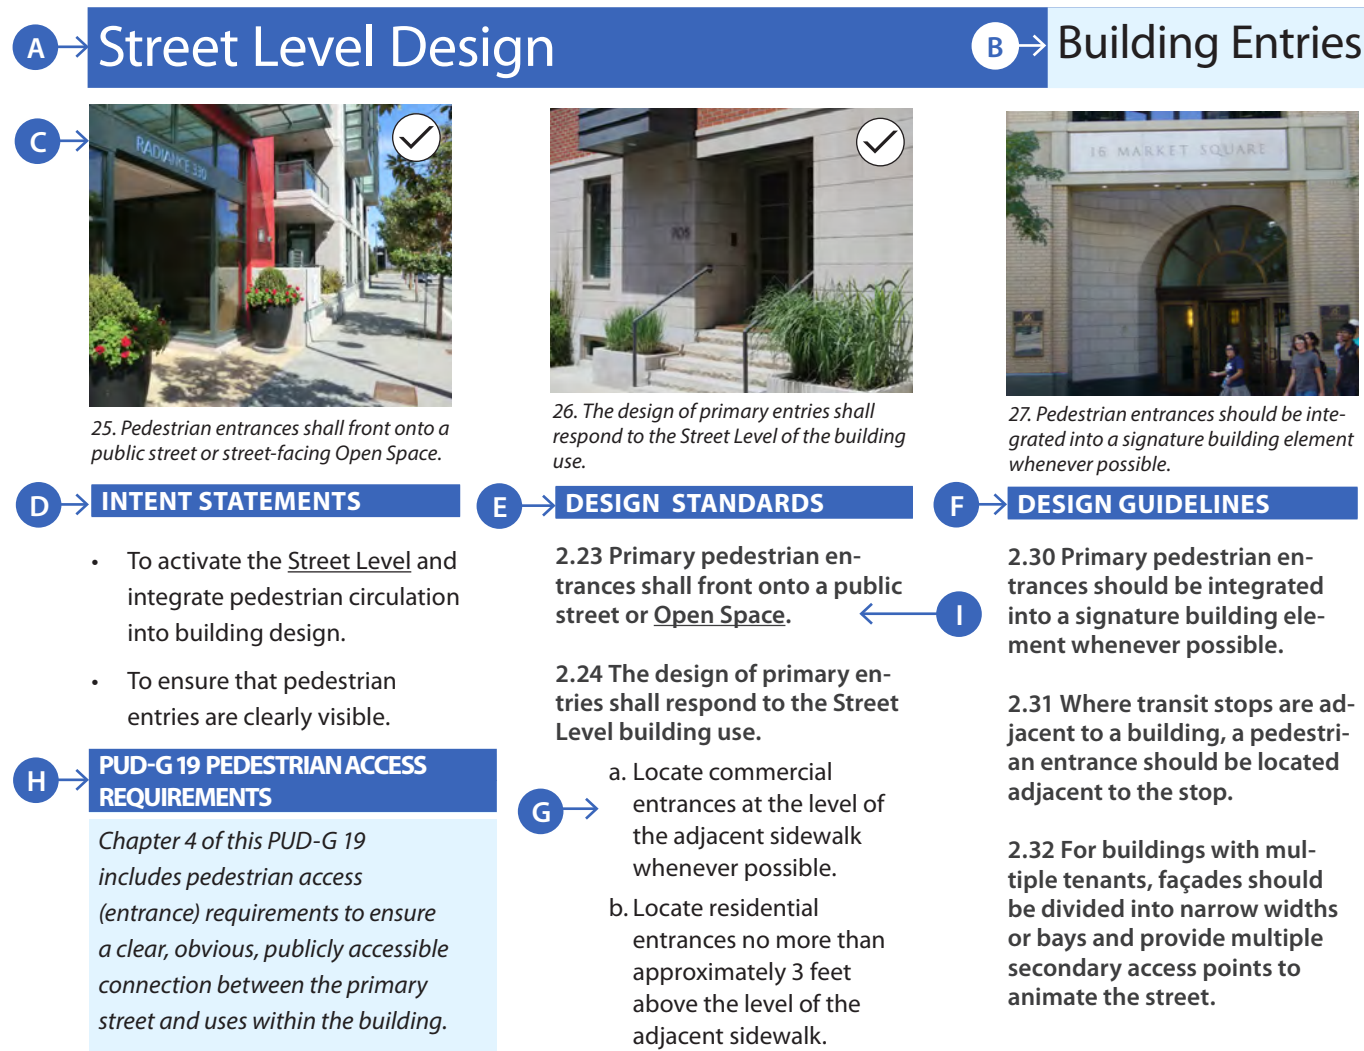 A
Street Level Design
B
Building Entries
C
RADIANCE 330
16 MARKET SQUARE
25. Pedestrian entrances shall front onto a
public street or street-facing Open Space.
26. The design of primary entries shall
respond to the Street Level of the building
use.
27. Pedestrian entrances should be inte-
grated into a signature building element
whenever possible.
D
INTENT STATEMENTS
• To activate the Street Level and
integrate pedestrian circulation
into building design.
• To ensure that pedestrian
entries are clearly visible.
H
PUD-G 19 PEDESTRIAN ACCESS
REQUIREMENTS
Chapter 4 of this PUD-G 19
includes pedestrian access
(entrance) requirements to ensure
a clear, obvious, publicly accessible
connection between the primary
street and uses within the building.
E
DESIGN STANDARDS
2.23 Primary pedestrian en-
trances shall front onto a public
street or Open Space.
I
2.24 The design of primary en-
tries shall respond to the Street
Level building use.
G
a. Locate commercial
entrances at the level of
the adjacent sidewalk
whenever possible.
b. Locate residential
entrances no more than
approximately 3 feet
above the level of the
adjacent sidewalk.
F
DESIGN GUIDELINES
2.30 Primary pedestrian en-
trances should be integrated
into a signature building ele-
ment whenever possible.
2.31 Where transit stops are ad-
jacent to a building, a pedestri-
an entrance should be located
adjacent to the stop.
2.32 For buildings with mul-
tiple tenants, façades should
be divided into narrow widths
or bays and provide multiple
secondary access points to
animate the street.